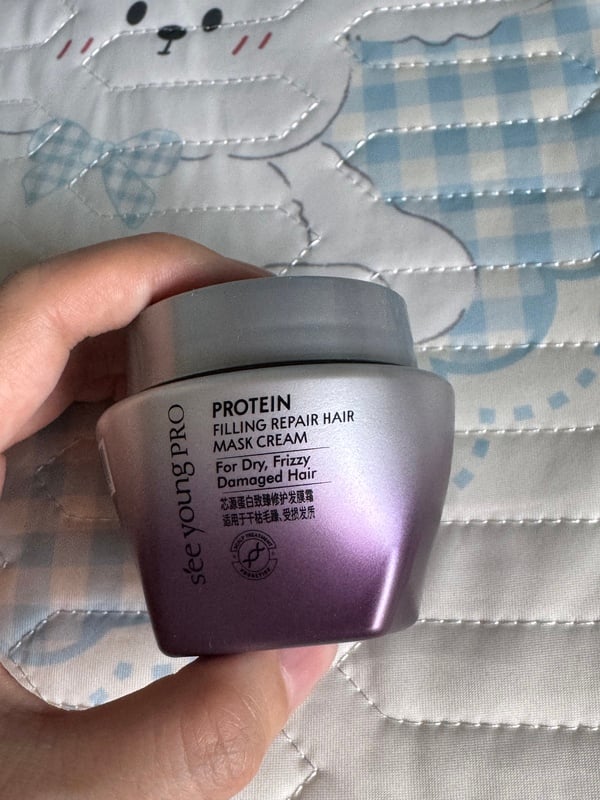 sée young PRO
PROTEIN
FILLING REPAIR HAIR
MASK CREAM
For Dry, Frizzy
Damaged Hair
芯源蛋白致臻修护发膜霜
适用于干枯毛躁、受损发质